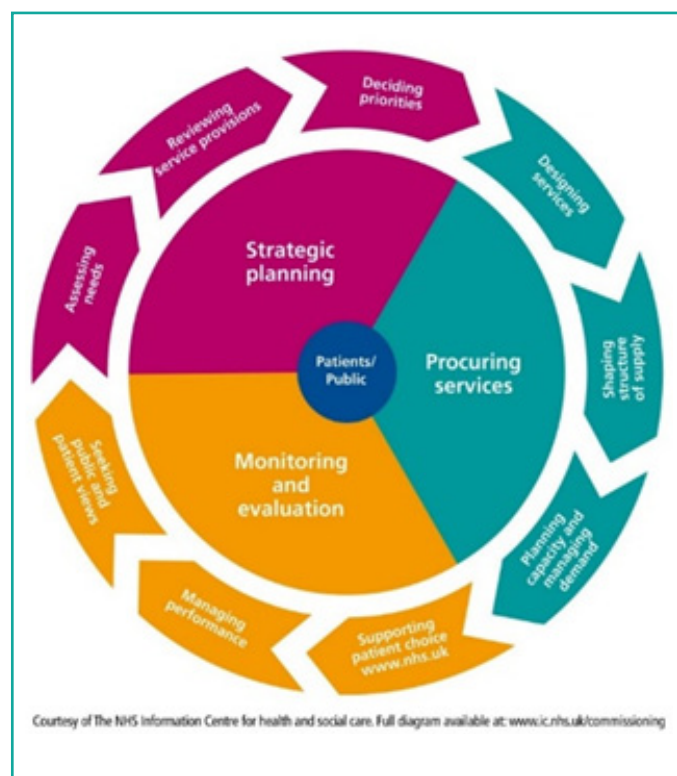 Deciding
priorities
Designing
services
Shaping
structure
of supply
Planning
capacity and
managing
demand
Supporting
patient choice
www.nhs.uk
Managing
performance
Seeking
public and
patient views
Assessing
needs
Reviewing
service provisions
Strategic
planning
Procuring
services
Monitoring
and
evaluation
Patients/
Public
Courtesy of The NHS Information Centre for health and social care. Full diagram available at: www.ic.nhs.uk/commissioning